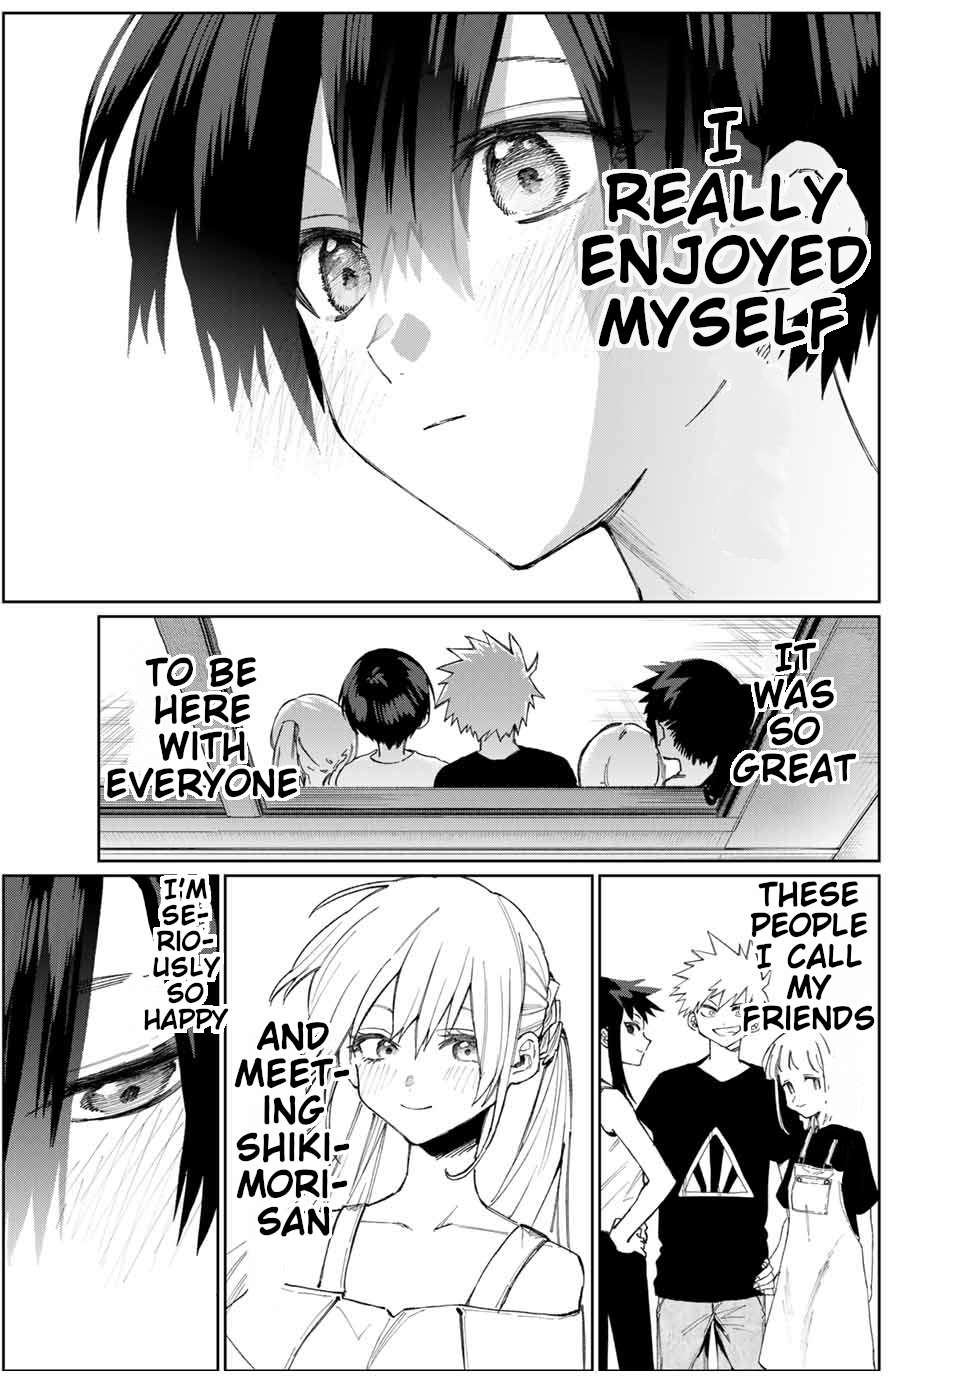 I
REALLY
ENJOYED
MYSELF
IT
WAS
SO
GREAT
TO BE
HERE
WITH
EVERYONE
THESE
PEOPLE
I CALL
MY
FRIENDS
AND
MEET-
ING
SHIKI-
MORI-
SAN
I'M
SE-
RIO-
USLY
SO
HAPPY